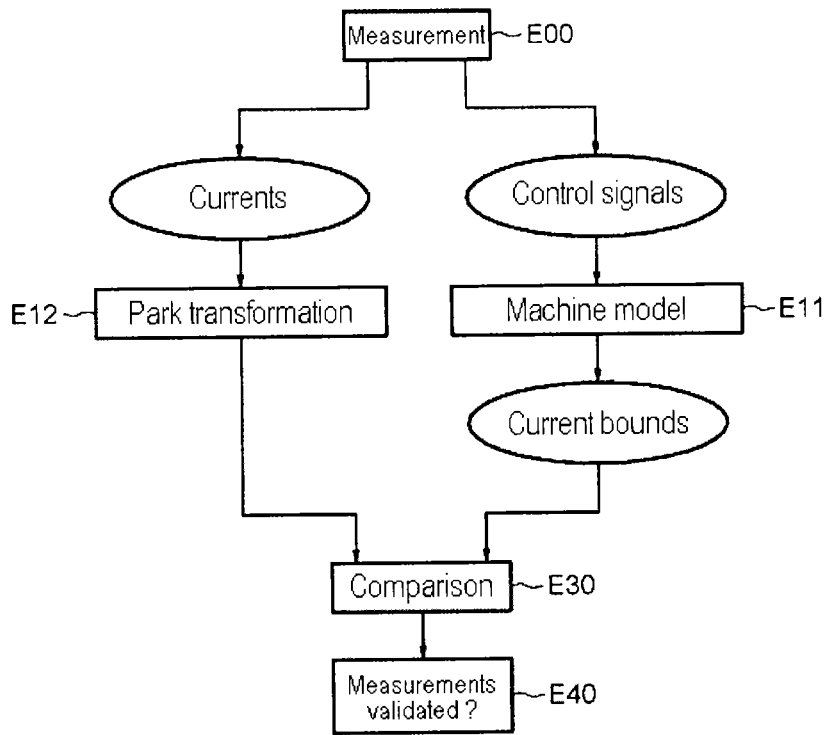 Measurement
E00
Currents
Control signals
E12
Park transformation
Machine model
E11
Current bounds
Comparison
E30
Measurements
validated ?
E40